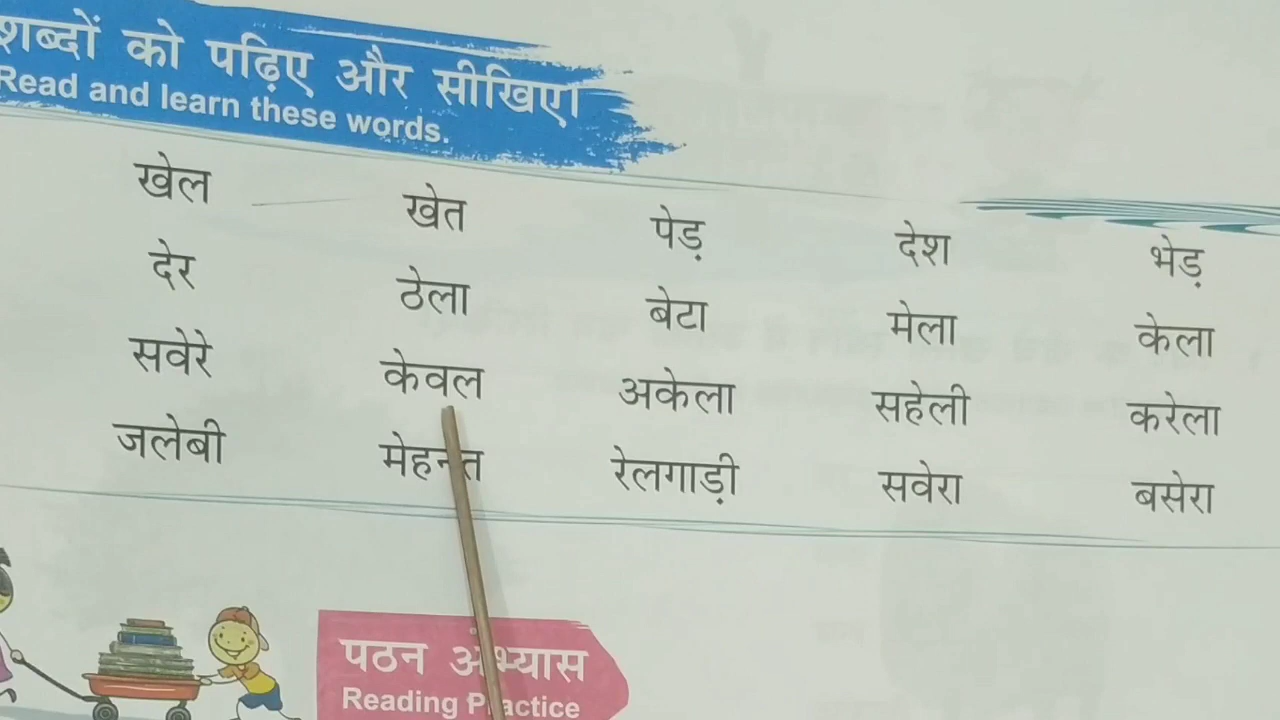 शब्दों को पढ़िए और सीखिए।
Read and learn these words.
खेल खेत पेड़ देश भेड़
देर ठेला बेटा मेला केला
सवेरे केवल अकेला सहेली करेला
जलेबी मेहनत रेलगाड़ी सवेरा बसेरा
पठन अभ्यास
Reading Practice